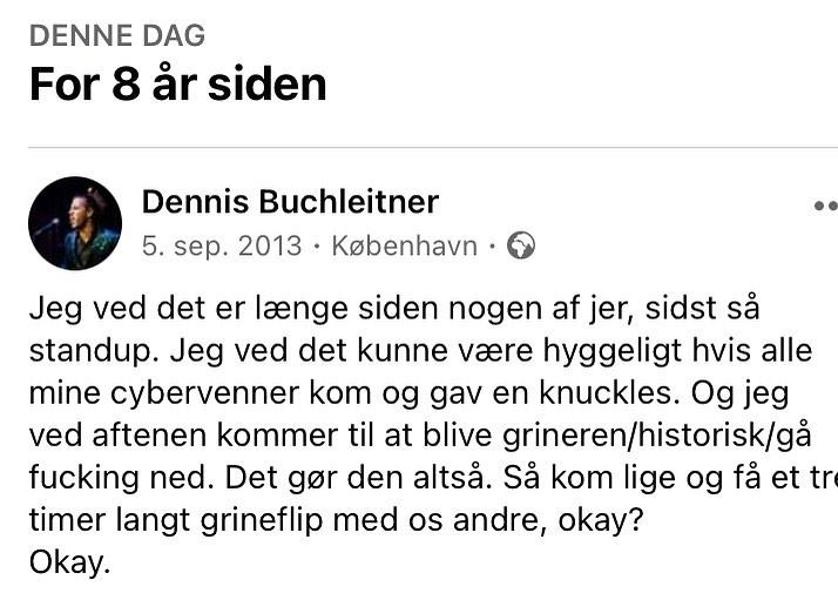 DENNE DAG
For 8 år siden
Dennis Buchleitner
5. sep. 2013 · København ·
Jeg ved det er længe siden nogen af jer, sidst så
standup. Jeg ved det kunne være hyggeligt hvis alle
mine cybervenner kom og gav en knuckles. Og jeg
ved aftenen kommer til at blive grineren/historisk/gå
fucking ned. Det gør den altså. Så kom lige og få et
timer langt grineflip med os andre, okay?
Okay.